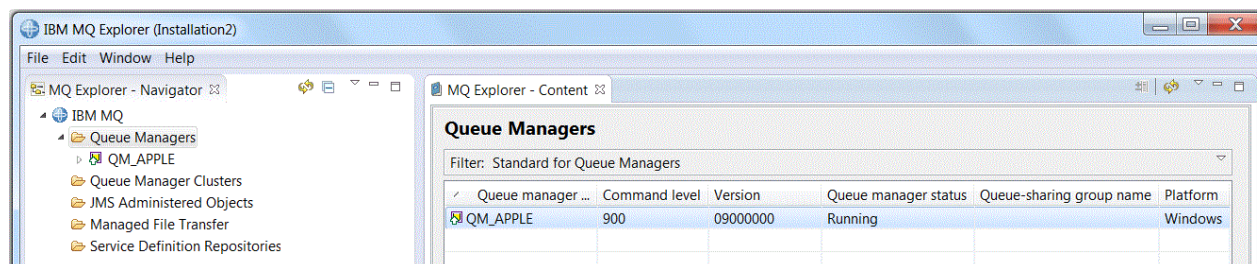 IBM MQ Explorer (Installation2)
File Edit Window Help
MQ Explorer - Navigator
IBM MQ
Queue Managers
QM_APPLE
Queue Manager Clusters
JMS Administered Objects
Managed File Transfer
Service Definition Repositories
MQ Explorer - Content
Queue Managers
Filter: Standard for Queue Managers
Queue manager ... Command level Version Queue manager status Queue-sharing group name Platform
QM_APPLE 900 09000000 Running Windows